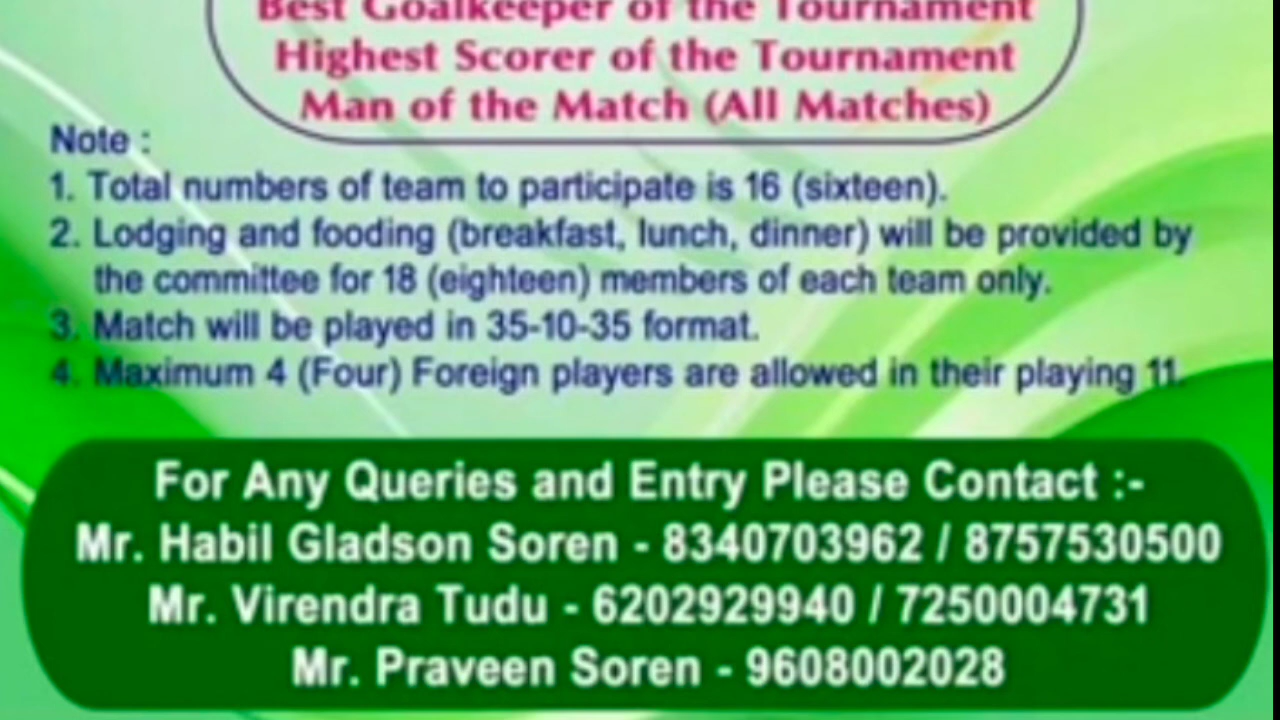 Best Goalkeeper of the Tournament
Highest Scorer of the Tournament
Man of the Match (All Matches)
Note :
1. Total numbers of team to participate is 16 (sixteen).
2. Lodging and fooding (breakfast, lunch, dinner) will be provided by
the committee for 18 (eighteen) members of each team only.
3. Match will be played in 35-10-35 format.
4. Maximum 4 (Four) Foreign players are allowed in their playing 11.
For Any Queries and Entry Please Contact :-
Mr. Habil Gladson Soren - 8340703962 / 8757530500
Mr. Virendra Tudu - 6202929940 / 7250004731
Mr. Praveen Soren - 9608002028